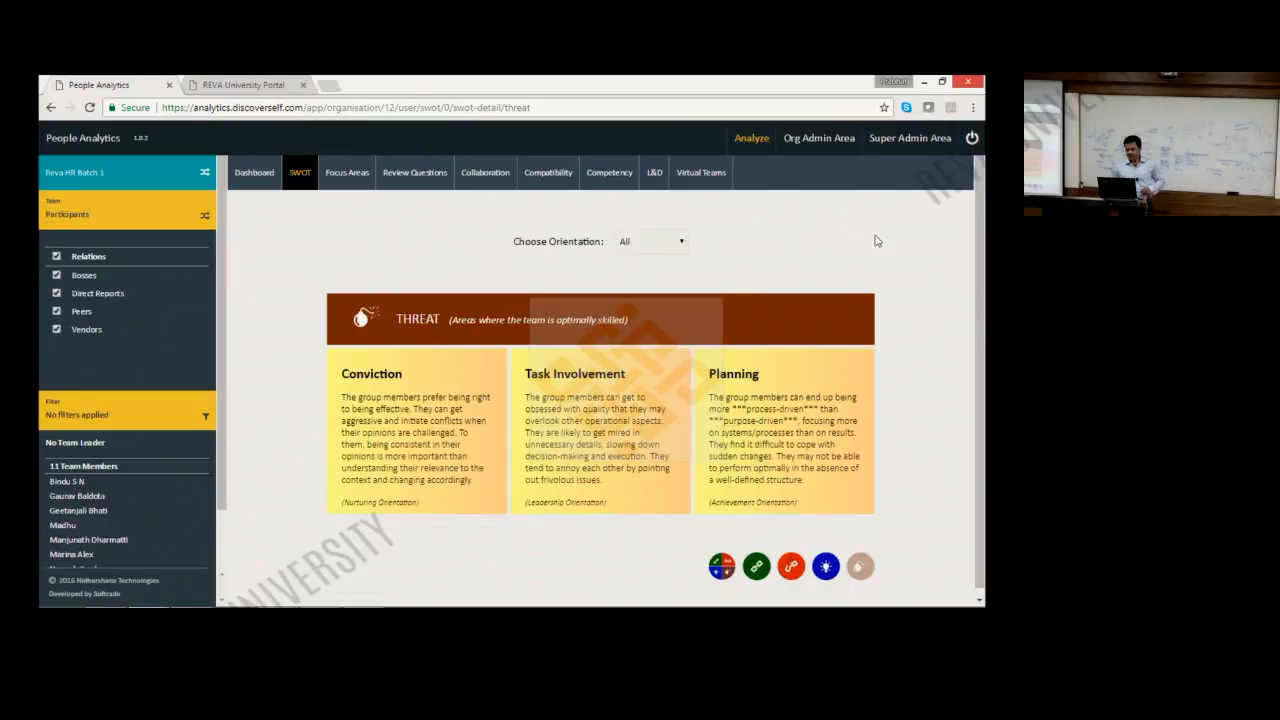 People Analytics
REVA University Portal
Prabhat
Secure
https://analytics.discoverself.com/app/organisation/12/user/swot/0/swot-detail/threat
People Analytics 1.0.2
Analyze Org Admin Area Super Admin Area
Reva HR Batch 1
Dashboard SWOT Focus Areas Review Questions Collaboration Compatibility Competency L&D Virtual Teams
Team
Participants
Relations
Bosses
Direct Reports
Peers
Vendors
Filter
No filters applied
No Team Leader
11 Team Members
Bindu S N
Gaurav Baldota
Geetanjali Bhati
Madhu
Manjunath Dharmatti
Marina Alex
© 2016 Nidharshana Technologies
Developed by Softrade
Choose Orientation: All
THREAT (Areas where the team is optimally skilled)
Conviction
The group members prefer being right
to being effective. They can get
aggressive and initiate conflicts when
their opinions are challenged. To
them, being consistent in their
opinions is more important than
understanding their relevance to the
context and changing accordingly.
(Nurturing Orientation)
Task Involvement
The group members can get so
obsessed with quality that they may
overlook other operational aspects.
They are likely to get mired in
unnecessary details, slowing down
decision-making and execution. They
tend to annoy each other by pointing
out frivolous issues.
(Leadership Orientation)
Planning
The group members can end up being
more ***process-driven*** than
***purpose-driven***, focusing more
on systems/processes than on results.
They find it difficult to cope with
sudden changes. They may not be able
to perform optimally in the absence of
a well-defined structure.
(Achievement Orientation)
UNIVERSITY